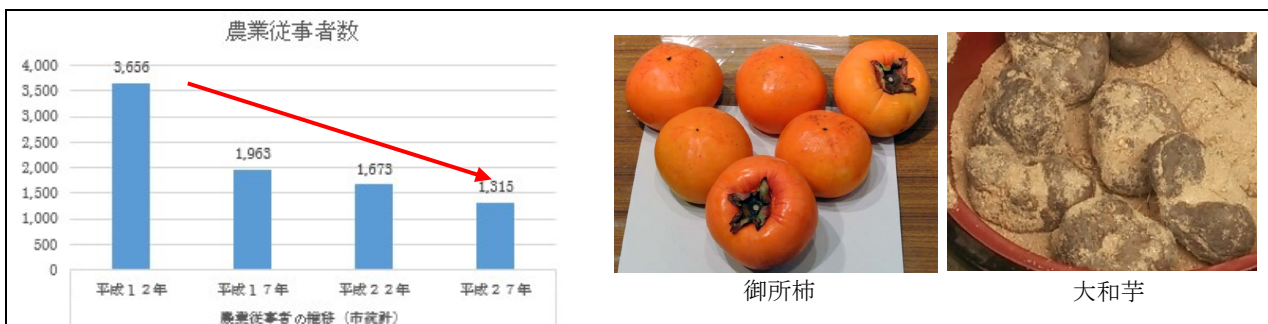 農業従事者数
4,000
3,500
3,000
2,500
2,000
1,500
1,000
500
0
3,656
1,963
1,673
1,315
平成12年
平成17年
平成22年
平成27年
農業従事者の推移（市統計）
御所柿
大和芋